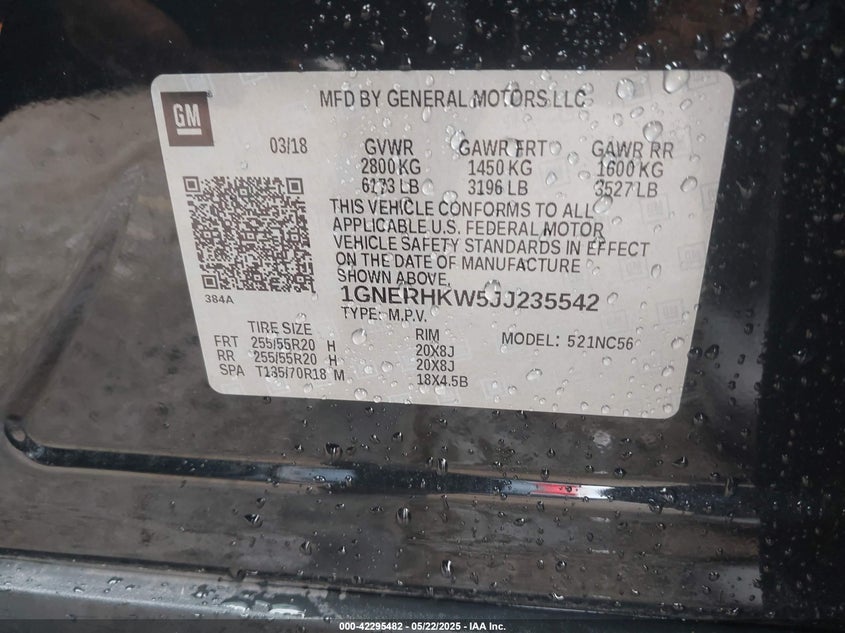 GM
MFD BY GENERAL MOTORS LLC
03/18 GVWR GAWR FRT GAWR RR
2800 KG 1450 KG 1600 KG
6173 LB 3196 LB 3527 LB
THIS VEHICLE CONFORMS TO ALL
APPLICABLE U.S. FEDERAL MOTOR
VEHICLE SAFETY STANDARDS IN EFFECT
ON THE DATE OF MANUFACTURE
SHOWN ABOVE.
384A
1GNERHKW5JJ235542
TYPE: M.P.V.
TIRE SIZE RIM MODEL: 521NC56
FRT 255/55R20 H 20X8J
RR 255/55R20 H 20X8J
SPA T135/70R18 M 18X4.5B
000-42295482 - 05/22/2025 - IAA Inc.